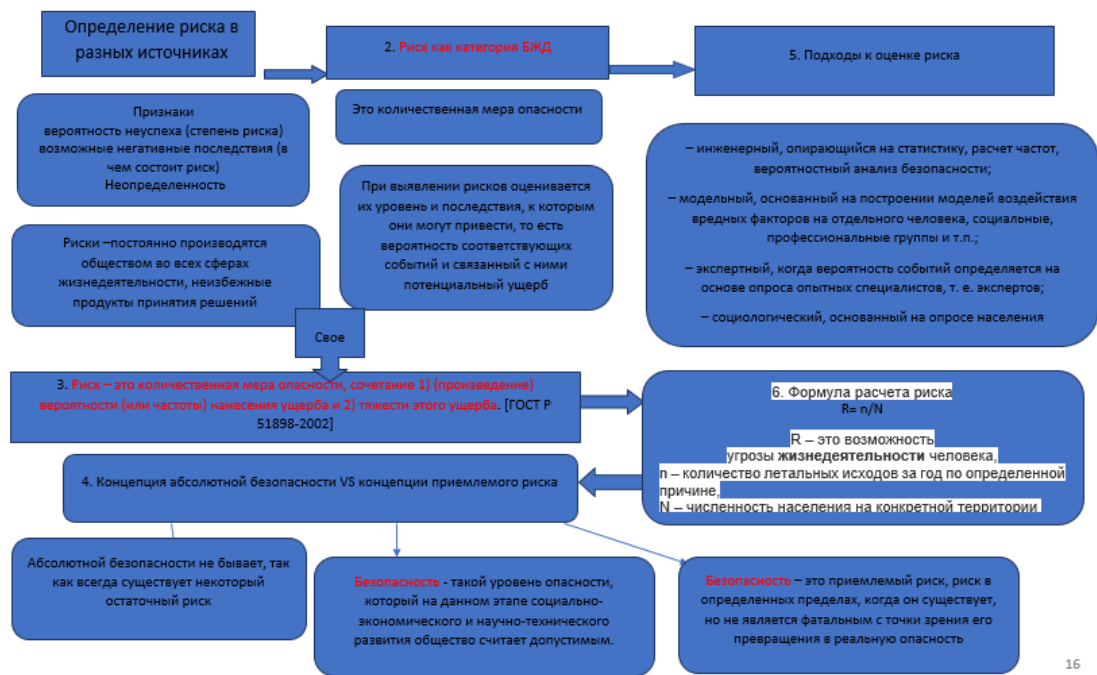 Определение риска в
разных источниках
2. Риск как категория БЖД
5. Подходы к оценке риска
Признаки
вероятность неуспеха (степень риска)
возможные негативные последствия (в
чем состоит риск)
Неопределенность
Это количественная мера опасности
– инженерный, опирающийся на статистику, расчет частот,
вероятностный анализ безопасности;
– модельный, основанный на построении моделей воздействия
вредных факторов на отдельного человека, социальные,
профессиональные группы и т.п.;
– экспертный, когда вероятность событий определяется на
основе опроса опытных специалистов, т. е. экспертов;
– социологический, основанный на опросе населения
При выявлении рисков оценивается
их уровень и последствия, к которым
они могут привести, то есть
вероятность соответствующих
событий и связанный с ними
потенциальный ущерб
Риски –постоянно производятся
обществом во всех сферах
жизнедеятельности, неизбежные
продукты принятия решений
Свое
3. Риск – это количественная мера опасности, сочетание 1) (произведение)
вероятности (или частоты) нанесения ущерба и 2) тяжести этого ущерба. [ГОСТ Р
51898-2002]
6. Формула расчета риска
R= n/N
R – это возможность
угрозы жизнедеятельности человека,
n – количество летальных исходов за год по определенной
причине,
N – численность населения на конкретной территории
4. Концепция абсолютной безопасности VS концепции приемлемого риска
Абсолютной безопасности не бывает, так
как всегда существует некоторый
остаточный риск
Безопасность - такой уровень опасности,
который на данном этапе социально-
экономического и научно-технического
развития общество считает допустимым.
Безопасность – это приемлемый риск, риск в
определенных пределах, когда он существует,
но не является фатальным с точки зрения его
превращения в реальную опасность
16